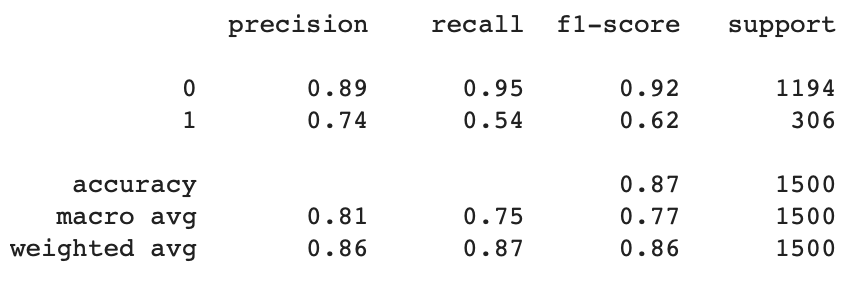 precision recall f1-score support
0 0.89 0.95 0.92 1194
1 0.74 0.54 0.62 306
accuracy 0.87 1500
macro avg 0.81 0.75 0.77 1500
weighted avg 0.86 0.87 0.86 1500